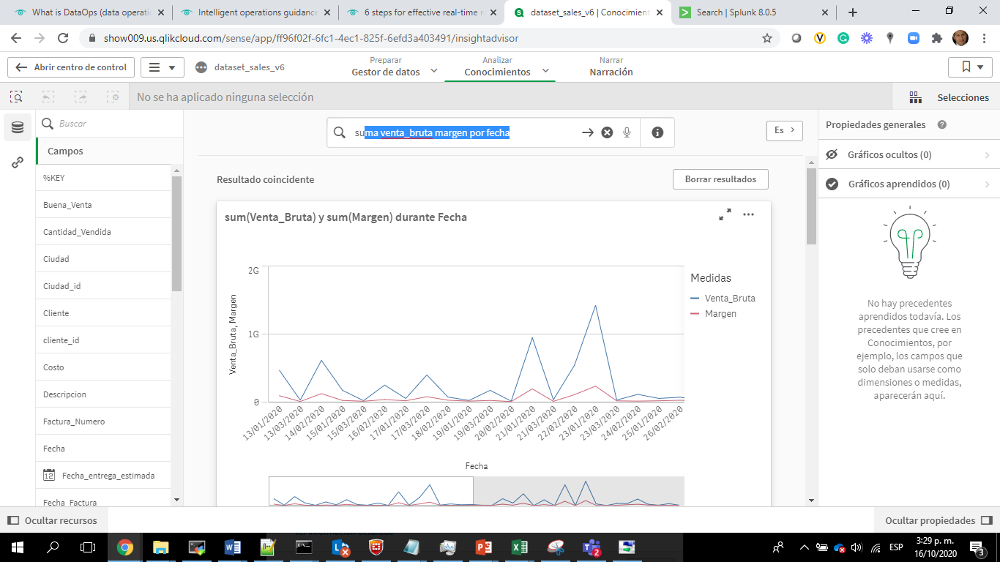 What is DataOps (data operati
Intelligent operations guidance
6 steps for effective real-time r
dataset_sales_v6 | Conocimient
Search | Splunk 8.0.5
show009.us.qlikcloud.com/sense/app/ff96f02f-6fc1-4ec1-825f-6efd3a403491/insightadvisor
Abrir centro de control
dataset_sales_v6
Preparar
Gestor de datos
Analizar
Conocimientos
Narrar
Narración
No se ha aplicado ninguna selección
Selecciones
Buscar
Campos
%KEY
Buena_Venta
Cantidad_Vendida
Ciudad
Ciudad_id
Cliente
cliente_id
Costo
Descripcion
Factura_Numero
Fecha
12 Fecha_entrega_estimada
Fecha_Factura
suma venta_bruta margen por fecha
Es
Resultado coincidente
Borrar resultados
sum(Venta_Bruta) y sum(Margen) durante Fecha
Venta_Bruta, Margen
2G
1G
0
13/01/2020
13/03/2020
14/02/2020
15/01/2020
15/03/2020
16/02/2020
17/01/2020
17/03/2020
18/02/2020
19/01/2020
19/03/2020
20/02/2020
21/01/2020
21/03/2020
22/02/2020
23/01/2020
23/03/2020
24/02/2020
25/01/2020
26/02/2020
Fecha
Medidas
Venta_Bruta
Margen
Propiedades generales
Gráficos ocultos (0)
Gráficos aprendidos (0)
No hay precedentes
aprendidos todavía. Los
precedentes que cree en
Conocimientos, por
ejemplo, los campos que
solo deban usarse como
dimensiones o medidas,
aparecerán aquí.
Ocultar recursos
Ocultar propiedades
ESP
3:29 p. m.
16/10/2020
2
3